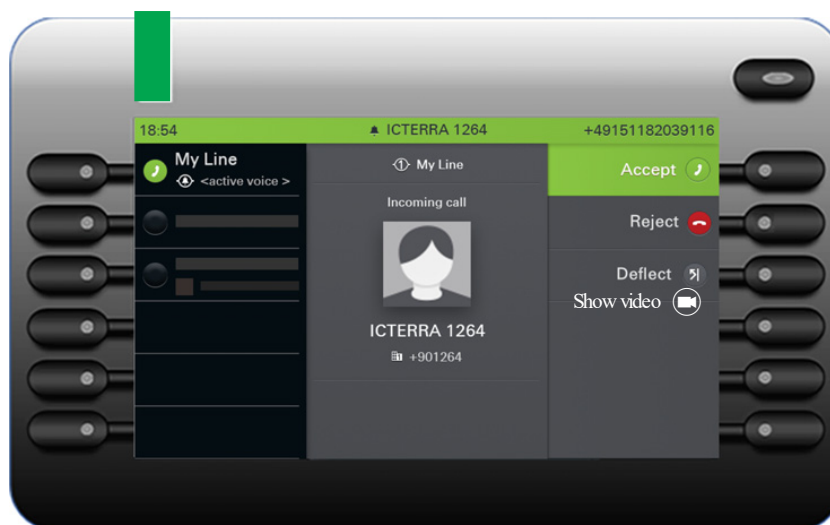 18:54
ICTERRA 1264
+49151182039116
My Line
<active voice >
1 My Line
Incoming call
ICTERRA 1264
+901264
Accept
Reject
Deflect
Show video